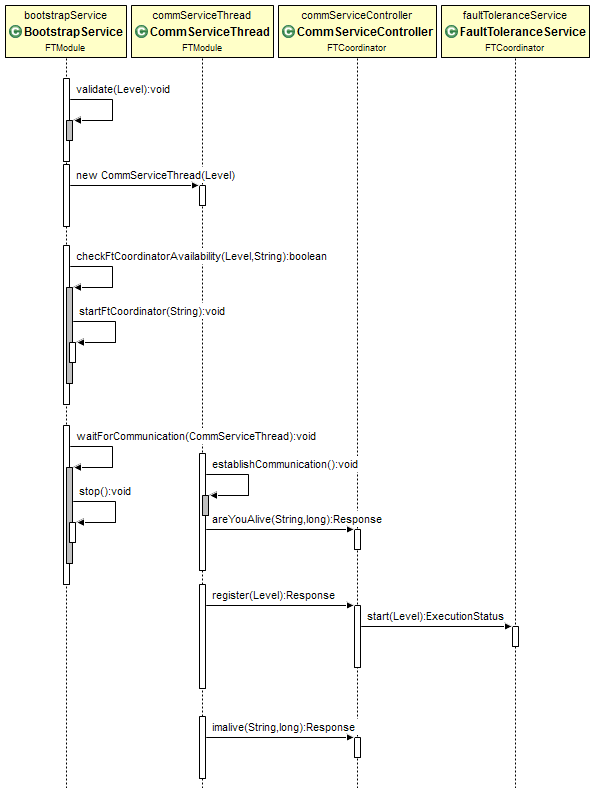 bootstrapService
C BootstrapService
FTModule
commServiceThread
C CommServiceThread
FTModule
commServiceController
C CommServiceController
FTCoordinator
faultToleranceService
C FaultToleranceService
FTCoordinator
validate(Level):void
new CommServiceThread(Level)
checkFtCoordinatorAvailability(Level,String):boolean
startFtCoordinator(String):void
waitForCommunication(CommServiceThread):void
establishCommunication():void
stop():void
areYouAlive(String,long):Response
register(Level):Response
start(Level):ExecutionStatus
imalive(String,long):Response